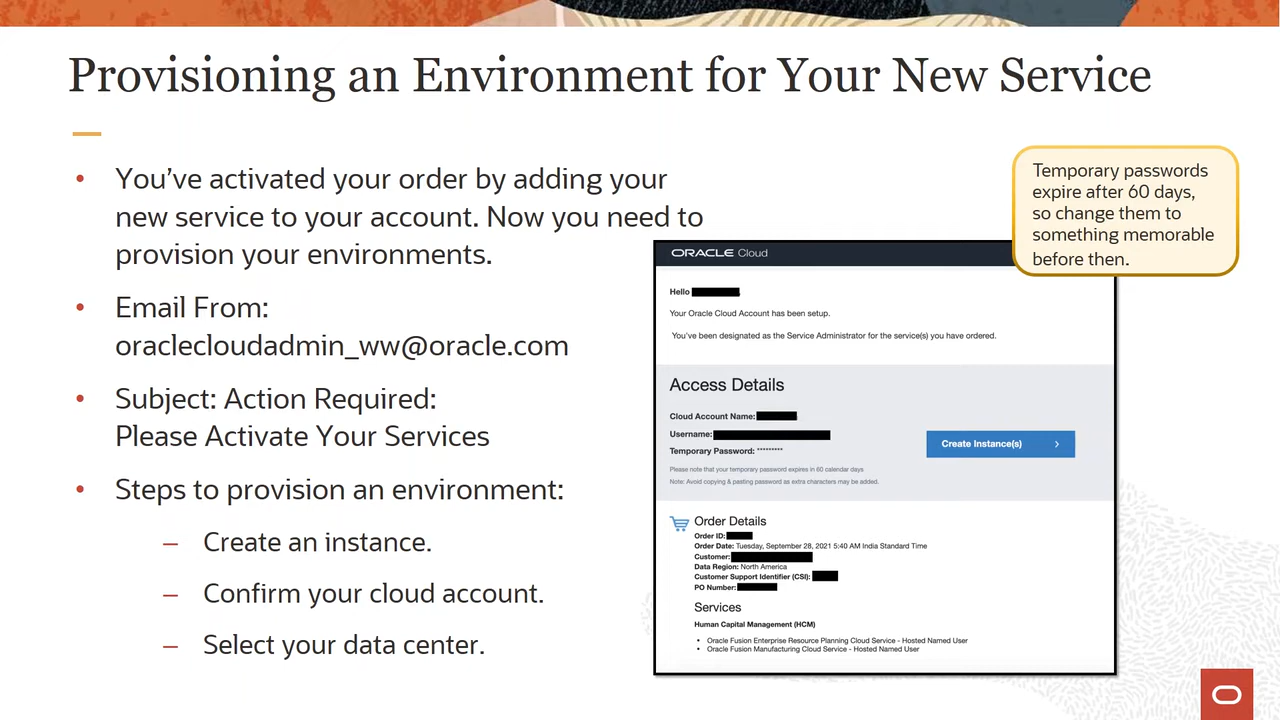 Provisioning an Environment for Your New Service
• You’ve activated your order by adding your
new service to your account. Now you need to
provision your environments.
• Email From:
oraclecloudadmin_ww@oracle.com
• Subject: Action Required:
Please Activate Your Services
• Steps to provision an environment:
– Create an instance.
– Confirm your cloud account.
– Select your data center.
Temporary passwords
expire after 60 days,
so change them to
something memorable
before then.
ORACLE Cloud
Hello
Your Oracle Cloud Account has been setup.
You've been designated as the Service Administrator for the service(s) you have ordered.
Access Details
Cloud Account Name:
Username:
Temporary Password: *********
Please note that your temporary password expires in 60 calendar days
Note: Avoid copying & pasting password as extra characters may be added.
Create Instance(s)
Order Details
Order ID:
Order Date: Tuesday, September 28, 2021 5:40 AM India Standard Time
Customer:
Data Region: North America
Customer Support Identifier (CSI):
PO Number:
Services
Human Capital Management (HCM)
• Oracle Fusion Enterprise Resource Planning Cloud Service - Hosted Named User
• Oracle Fusion Manufacturing Cloud Service - Hosted Named User